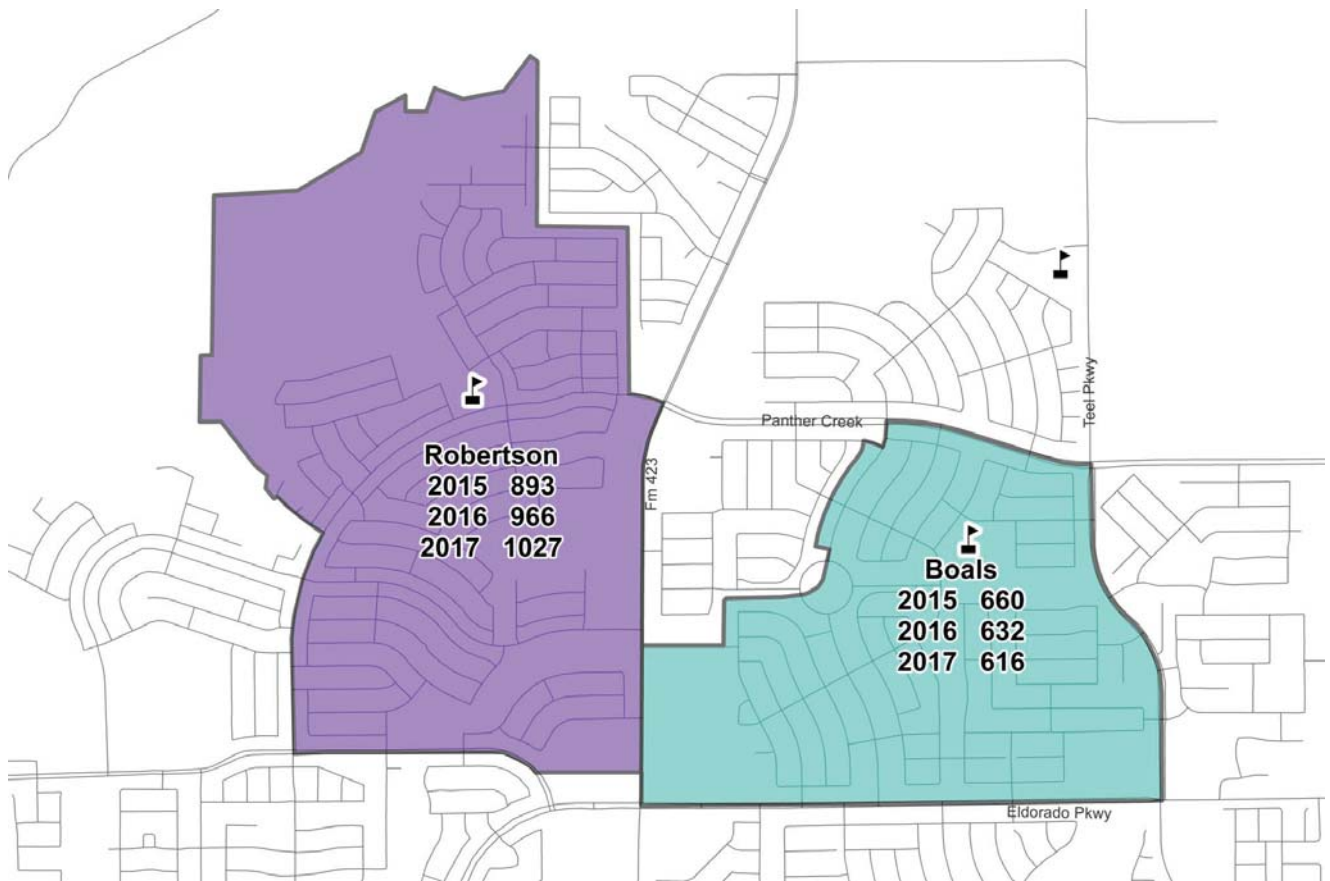 Teel Pkwy
Panther Creek
Robertson
2015 893
2016 966
2017 1027
Fm 423
Boals
2015 660
2016 632
2017 616
Eldorado Pkwy